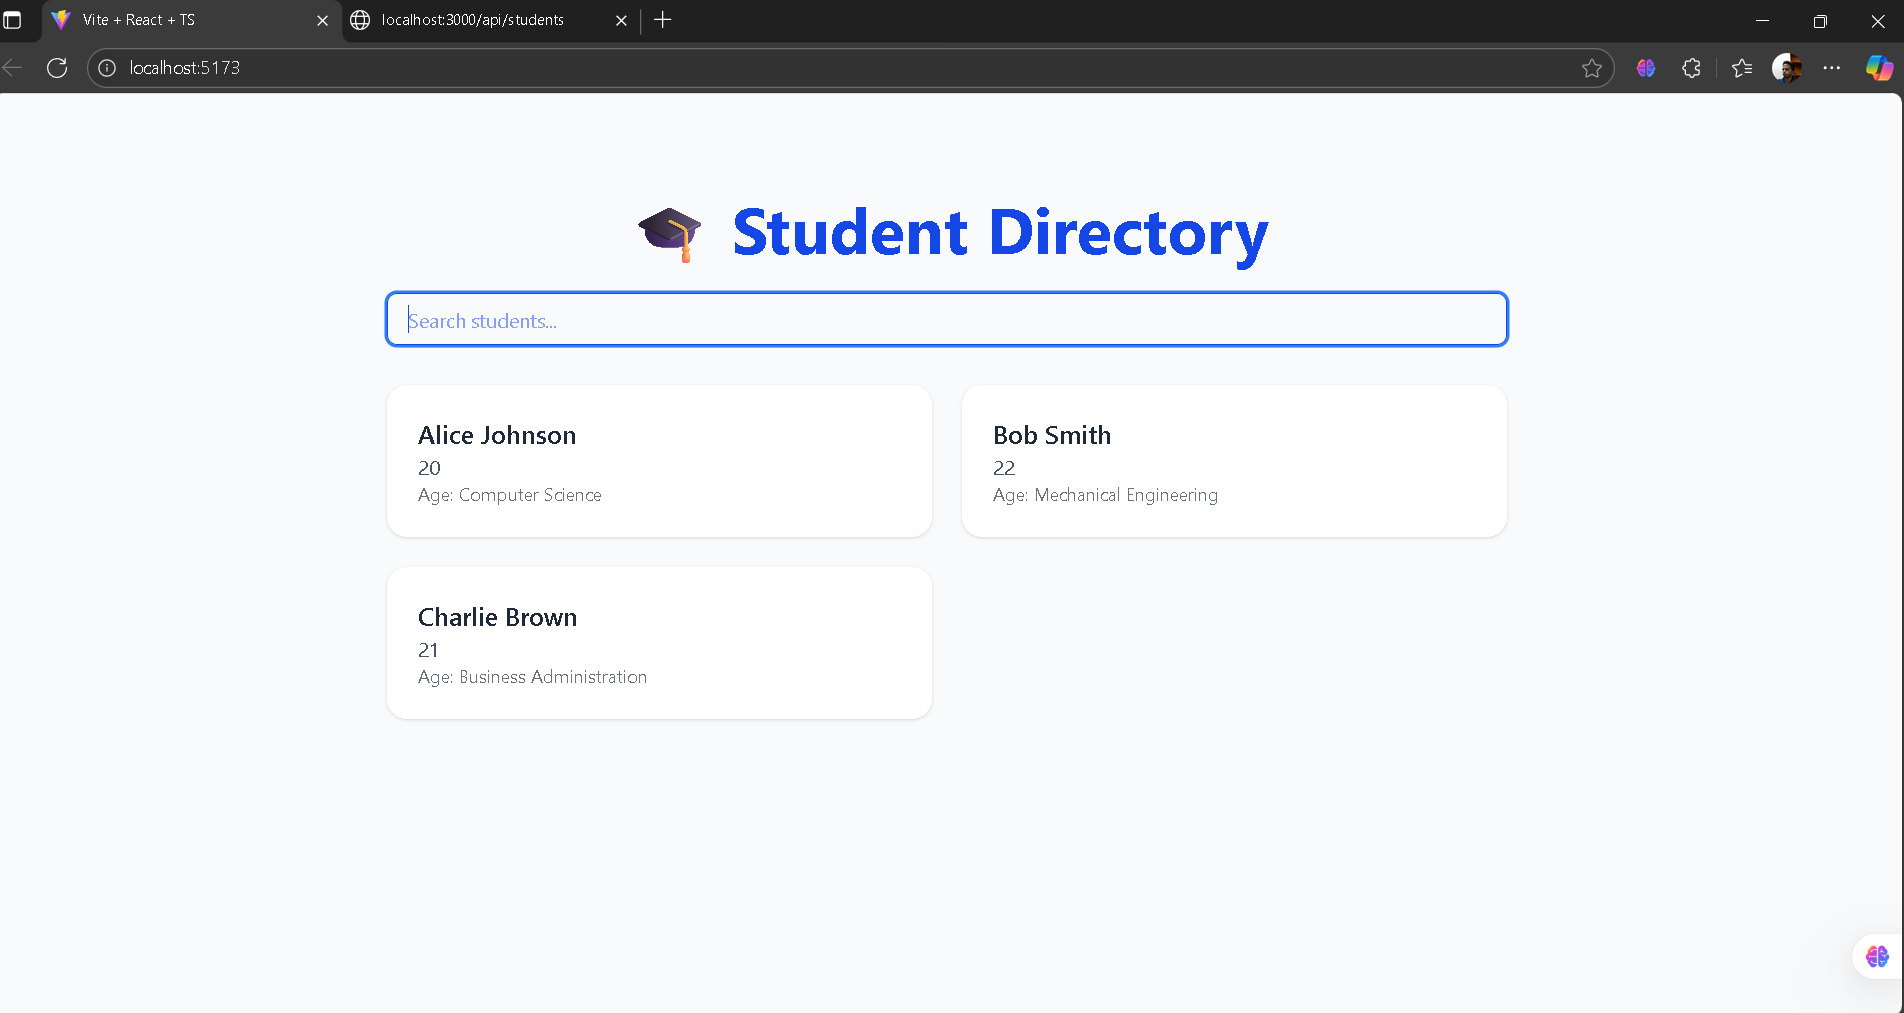 Vite + React + TS
localhost:3000/api/students
localhost:5173
Student Directory
Search students...
Alice Johnson
20
Age: Computer Science
Bob Smith
22
Age: Mechanical Engineering
Charlie Brown
21
Age: Business Administration